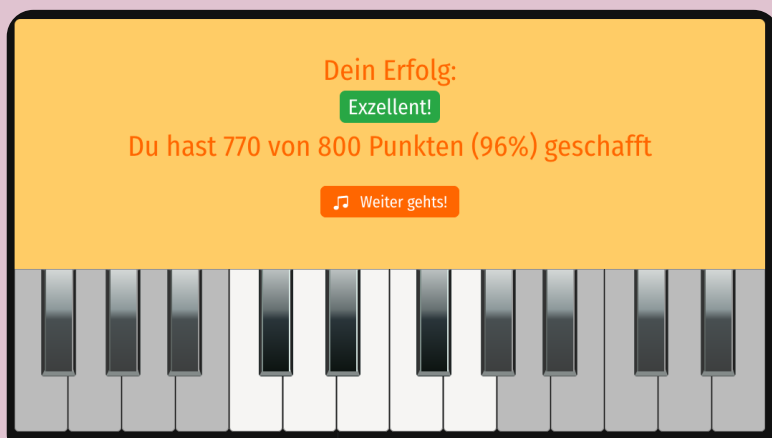 Dein Erfolg:
Exzellent!
Du hast 770 von 800 Punkten (96%) geschafft
Weiter gehts!